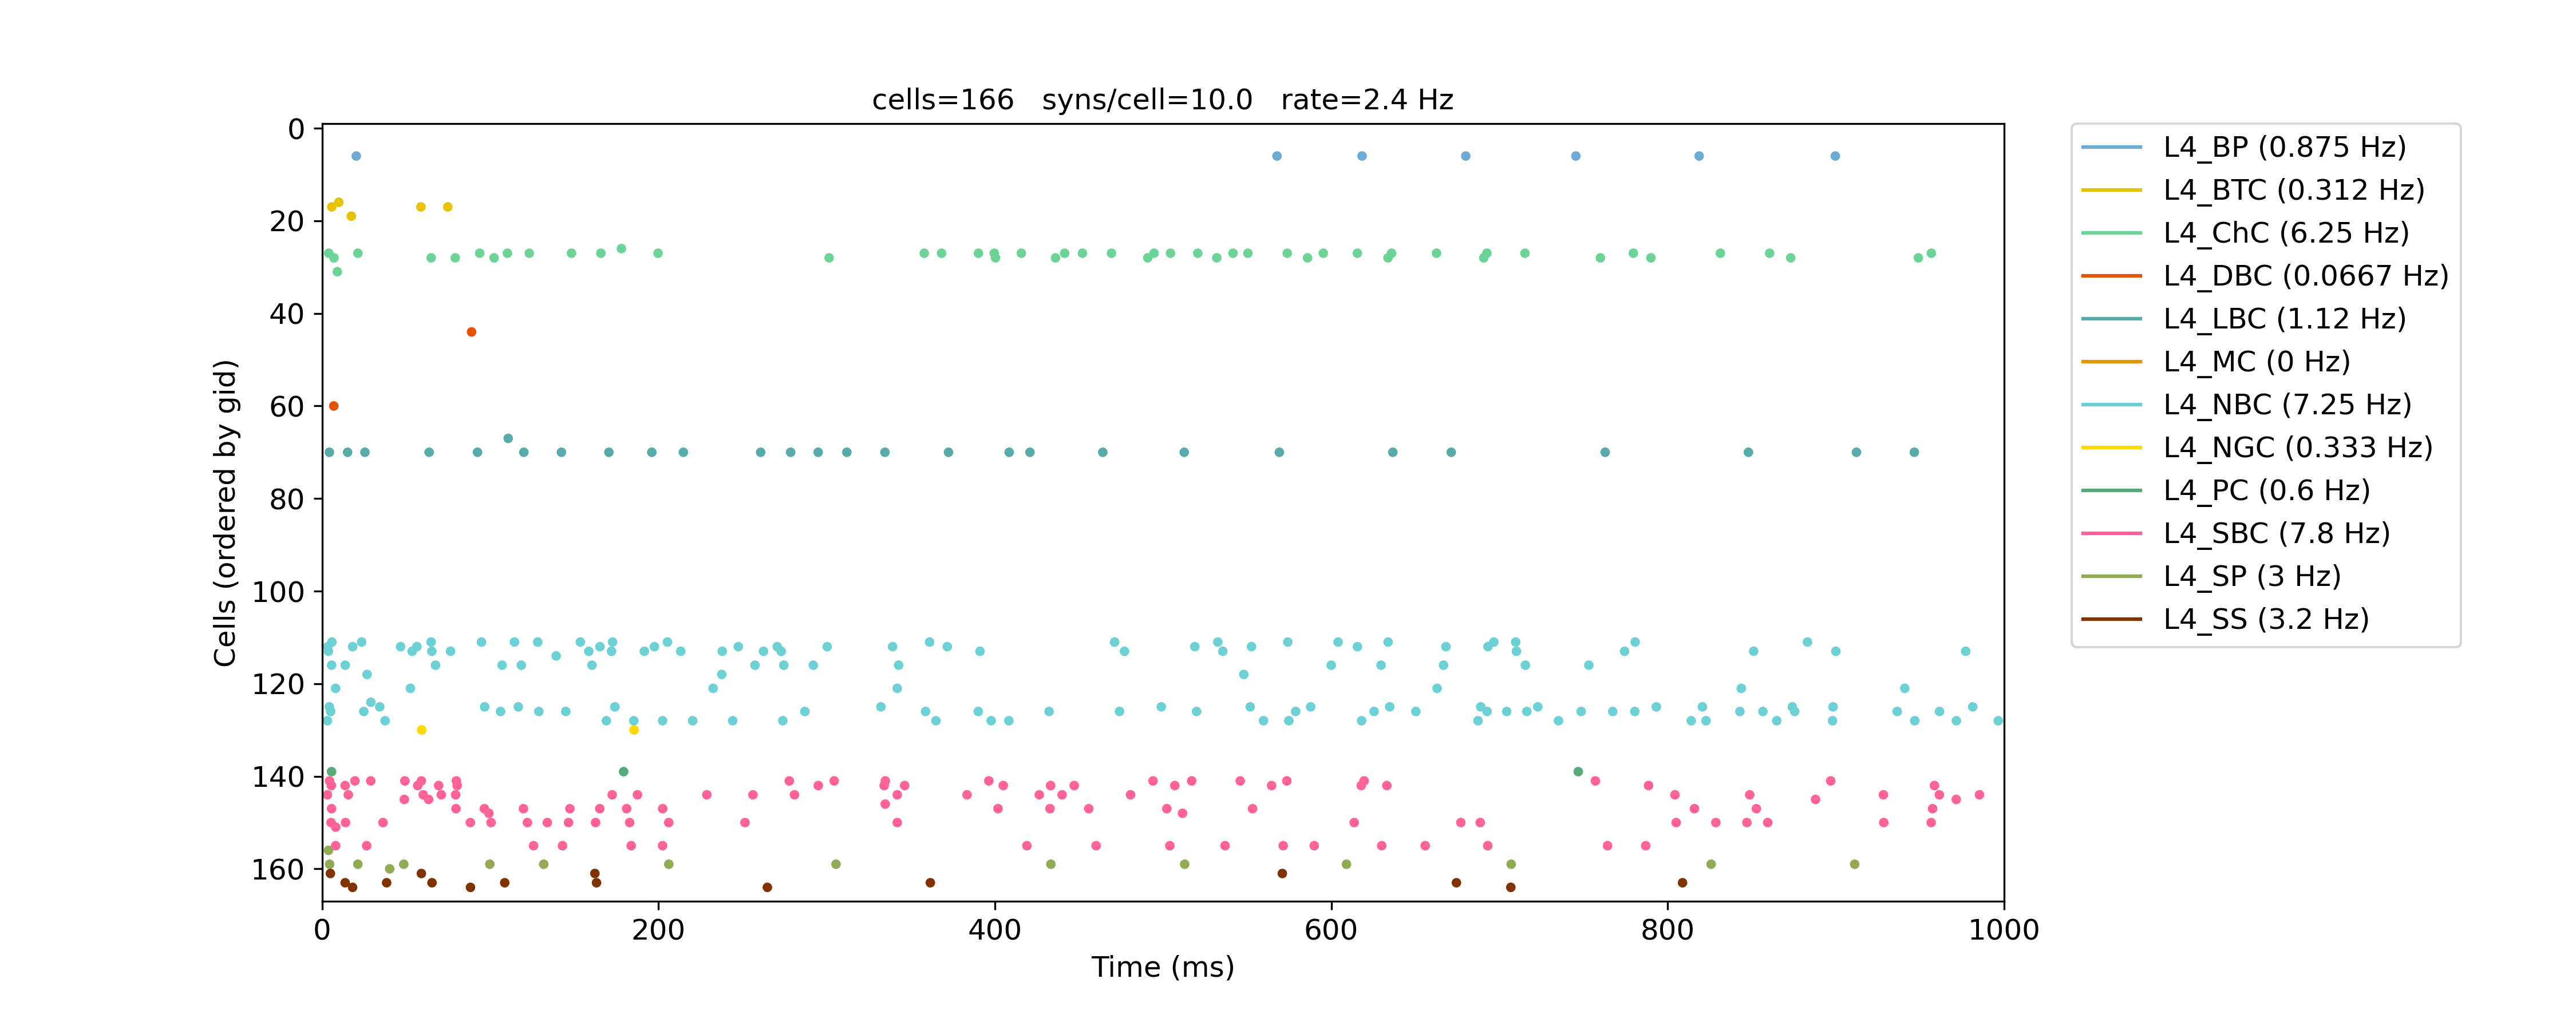 cells=166   syns/cell=10.0   rate=2.4 Hz
0
20
40
60
80
100
120
140
160
Cells (ordered by gid)
0 200 400 600 800 1000
Time (ms)
L4_BP (0.875 Hz)
L4_BTC (0.312 Hz)
L4_ChC (6.25 Hz)
L4_DBC (0.0667 Hz)
L4_LBC (1.12 Hz)
L4_MC (0 Hz)
L4_NBC (7.25 Hz)
L4_NGC (0.333 Hz)
L4_PC (0.6 Hz)
L4_SBC (7.8 Hz)
L4_SP (3 Hz)
L4_SS (3.2 Hz)